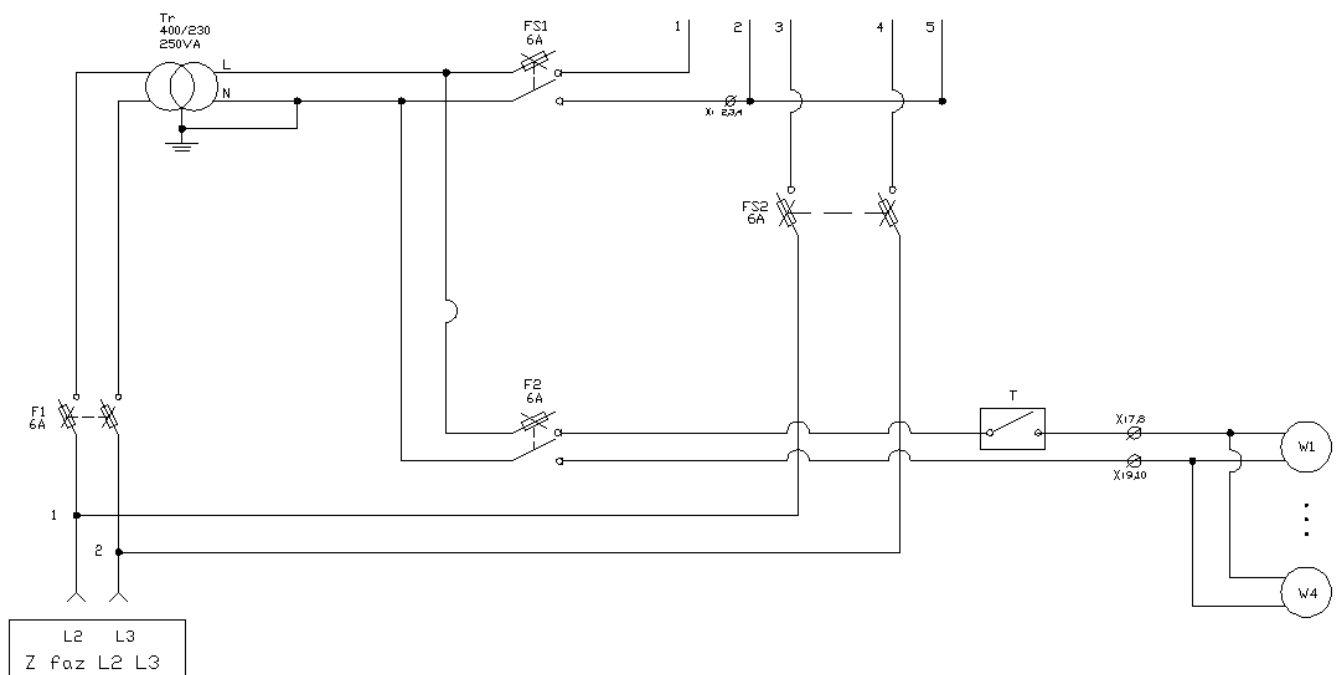 Tr
400/230
250VA
L
N
FS1
6A
1
2
3
4
5
X1 2,3,4
FS2
6A
F1
6A
F2
6A
T
X17,8
X19,10
W1
W4
1
2
L2 L3
Z faz L2 L3